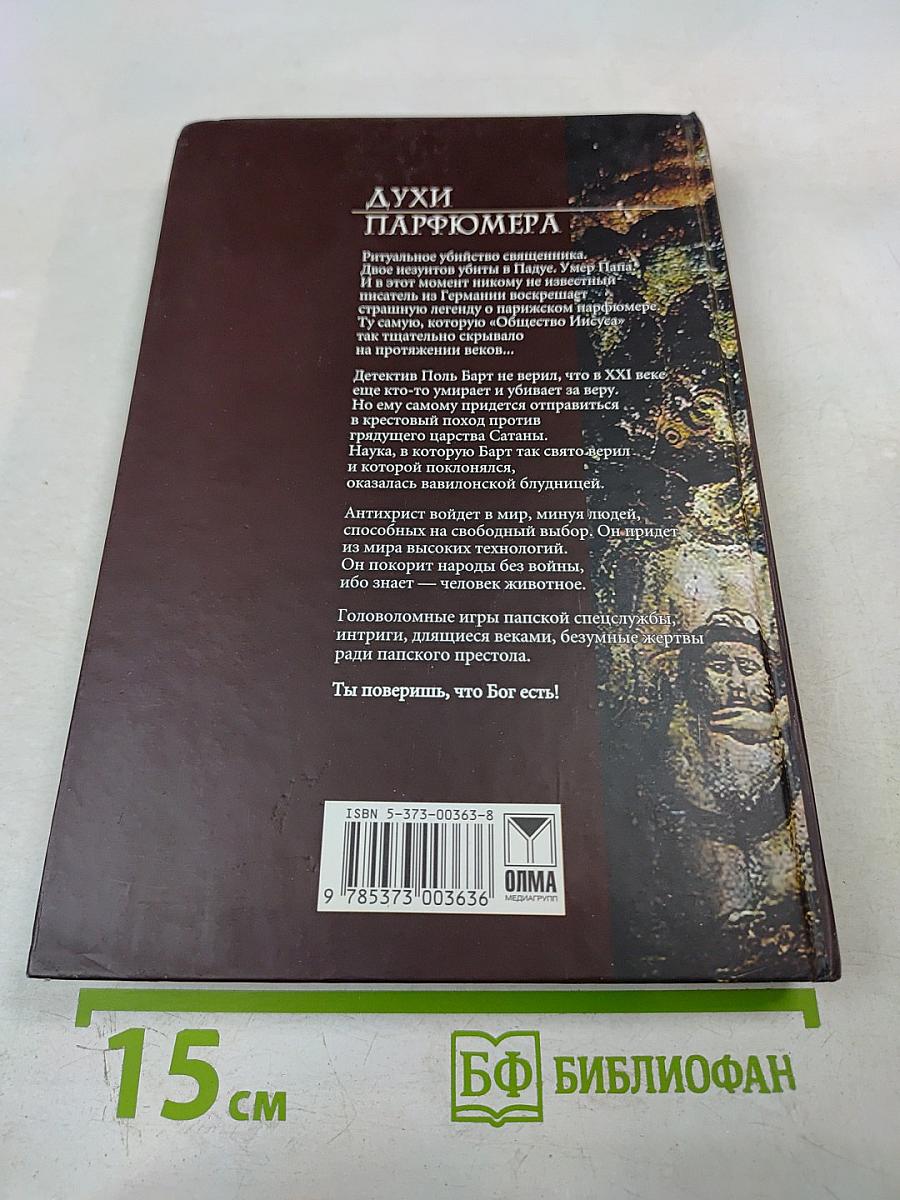 ДУХИ
ПАРФЮМЕРА
Ритуальное убийство священника.
Двое иезуитов убиты в Падуе. Умер Папа.
И в этот момент никому не известный
писатель из Германии воскрешает
страшную легенду о парижском парфюмере.
Ту самую, которую «Общество Иисуса»
так тщательно скрывало
на протяжении веков...
Детектив Поль Барт не верил, что в XXI веке
еще кто-то умирает и убивает за веру.
Но ему самому придется отправиться
в крестовый поход против
грядущего царства Сатаны.
Наука, в которую Барт так свято верил
и которой поклонялся,
оказалась вавилонской блудницей.
Антихрист войдет в мир, минуя людей,
способных на свободный выбор. Он придет
из мира высоких технологий.
Он покорит народы без войны,
ибо знает — человек животное.
Головоломные игры папской спецслужбы,
интриги, длящиеся веками, безумные жертвы
ради папского престола.
Ты поверишь, что Бог есть!
ISBN 5-373-00363-8
9 785373 003636
ОЛМА
МЕДИАГРУПП
15 см
БФ БИБЛИОФАН